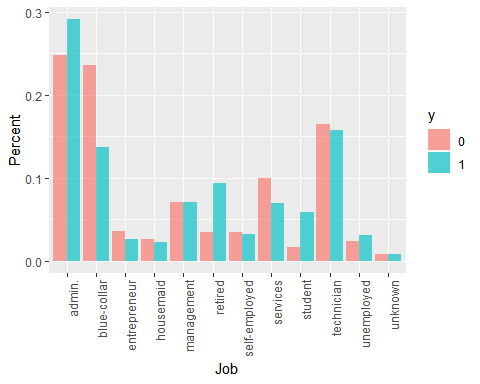 0.3
0.2
0.1
0.0
Percent
admin.
blue-collar
entrepreneur
housemaid
management
retired
self-employed
services
student
technician
unemployed
unknown
Job
y
0
1